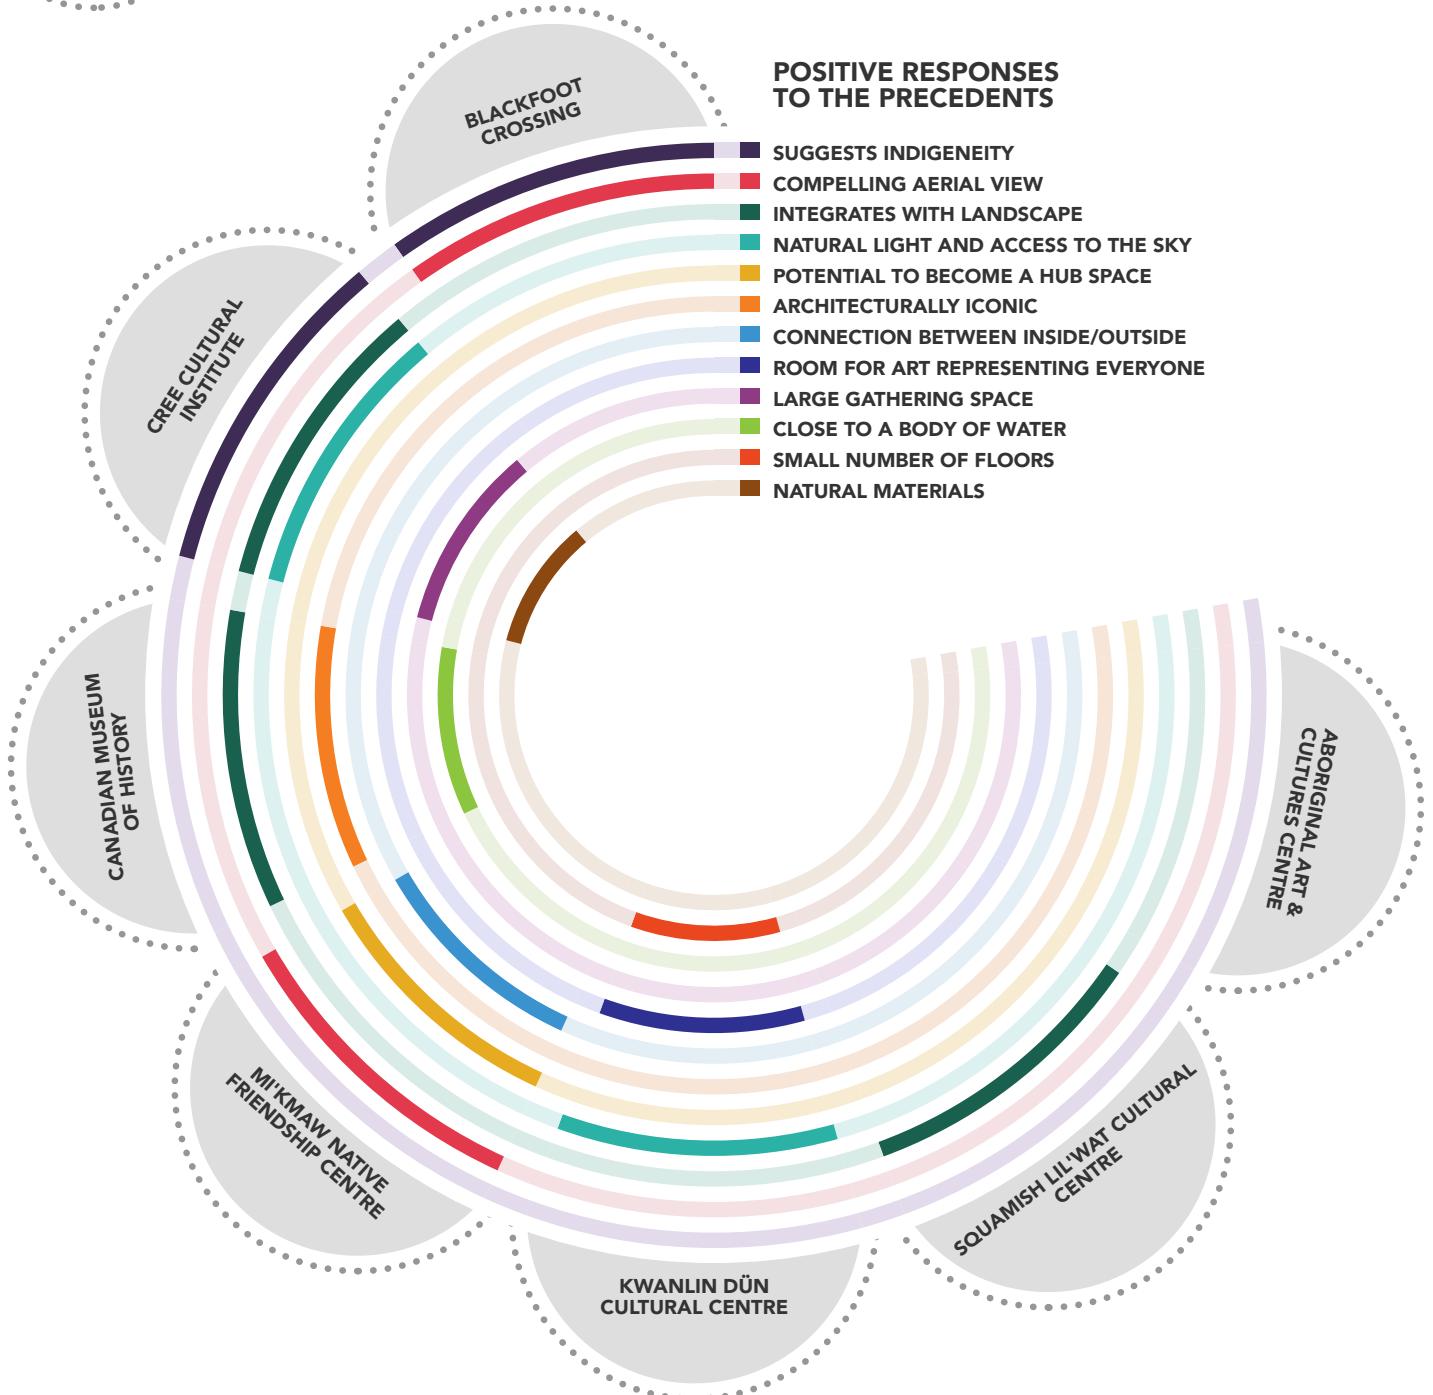 POSITIVE RESPONSES
TO THE PRECEDENTS
SUGGESTS INDIGENEITY
COMPELLING AERIAL VIEW
INTEGRATES WITH LANDSCAPE
NATURAL LIGHT AND ACCESS TO THE SKY
POTENTIAL TO BECOME A HUB SPACE
ARCHITECTURALLY ICONIC
CONNECTION BETWEEN INSIDE/OUTSIDE
ROOM FOR ART REPRESENTING EVERYONE
LARGE GATHERING SPACE
CLOSE TO A BODY OF WATER
SMALL NUMBER OF FLOORS
NATURAL MATERIALS
BLACKFOOT
CROSSING
CREE CULTURAL
INSTITUTE
CANADIAN MUSEUM
OF HISTORY
MI'KMAW NATIVE
FRIENDSHIP CENTRE
KWANLIN DÜN
CULTURAL CENTRE
SQUAMISH LIL'WAT CULTURAL
CENTRE
ABORIGINAL ART &
CULTURES CENTRE